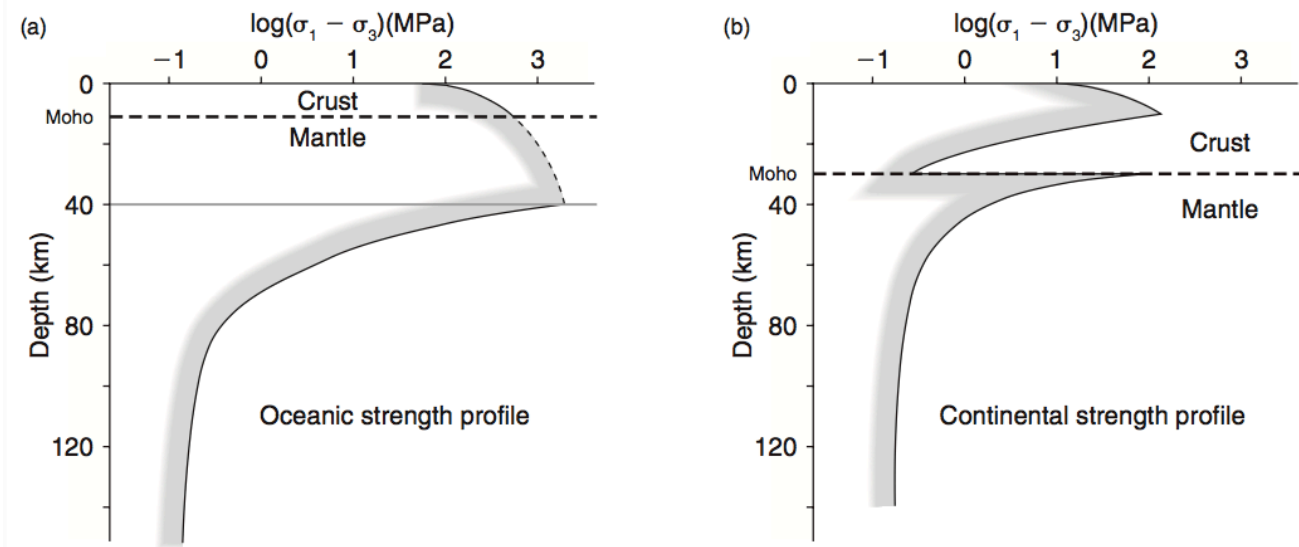 (a)
log(σ₁ − σ₃)(MPa)
−1 0 1 2 3
0
Crust
Moho
Mantle
40
Depth (km)
80
Oceanic strength profile
120
(b)
log(σ₁ − σ₃)(MPa)
−1 0 1 2 3
0
Crust
Moho
Mantle
40
Depth (km)
80
Continental strength profile
120